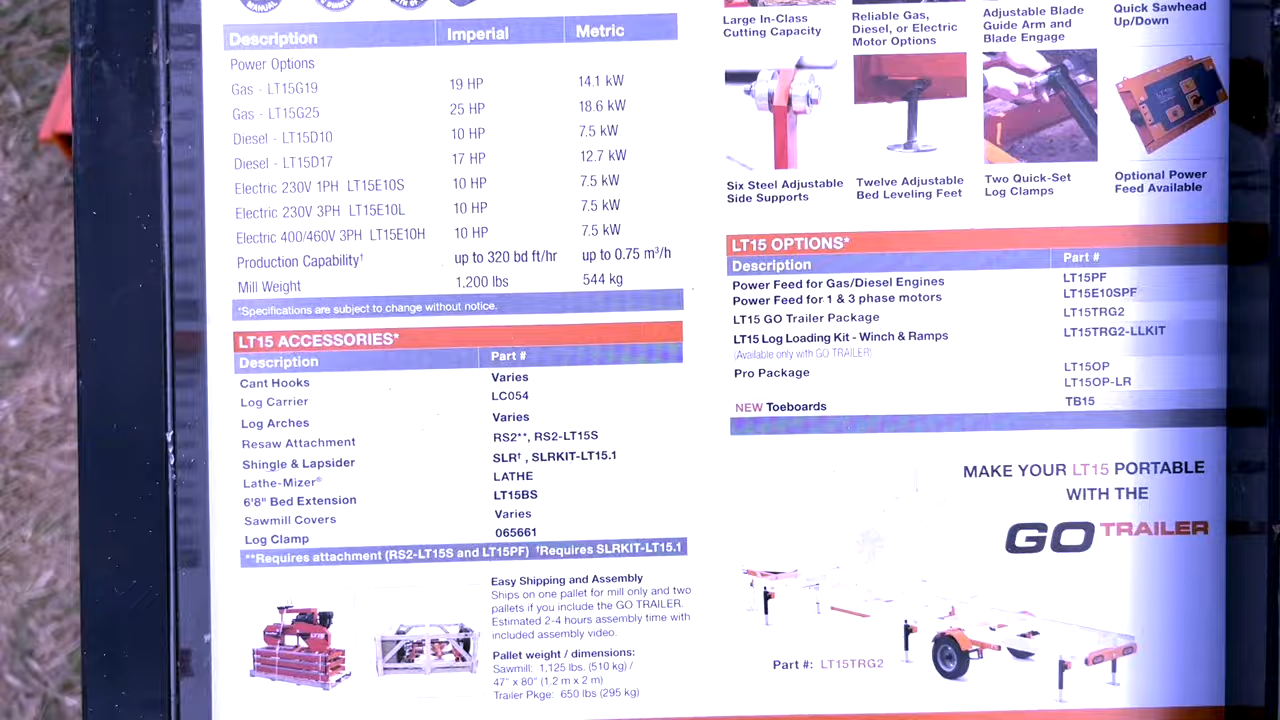 MANUAL
Description Imperial Metric
Power Options
Gas - LT15G19 19 HP 14.1 kW
Gas - LT15G25 25 HP 18.6 kW
Diesel - LT15D10 10 HP 7.5 kW
Diesel - LT15D17 17 HP 12.7 kW
Electric 230V 1PH LT15E10S 10 HP 7.5 kW
Electric 230V 3PH LT15E10L 10 HP 7.5 kW
Electric 400/460V 3PH LT15E10H 10 HP 7.5 kW
Production Capability† up to 320 bd ft/hr up to 0.75 m³/h
Mill Weight 1,200 lbs 544 kg
*Specifications are subject to change without notice.
LT15 ACCESSORIES*
Description Part #
Cant Hooks Varies
Log Carrier LC054
Log Arches Varies
Resaw Attachment RS2**, RS2-LT15S
Shingle & Lapsider SLR† , SLRKIT-LT15.1
Lathe-Mizer® LATHE
6'8" Bed Extension LT15BS
Sawmill Covers Varies
Log Clamp 065661
**Requires attachment (RS2-LT15S and LT15PF) †Requires SLRKIT-LT15.1
Easy Shipping and Assembly
Ships on one pallet for mill only and two
pallets if you include the GO TRAILER.
Estimated 2-4 hours assembly time with
included assembly video.
Pallet weight / dimensions:
Sawmill: 1,125 lbs. (510 kg) /
47" x 80" (1.2 m x 2 m)
Trailer Pkge: 650 lbs (295 kg)
Large In-Class
Cutting Capacity
Reliable Gas,
Diesel, or Electric
Motor Options
Adjustable Blade
Guide Arm and
Blade Engage
Quick Sawhead
Up/Down
Six Steel Adjustable
Side Supports
Twelve Adjustable
Bed Leveling Feet
Two Quick-Set
Log Clamps
Optional Power
Feed Available
LT15 OPTIONS*
Description Part #
Power Feed for Gas/Diesel Engines LT15PF
Power Feed for 1 & 3 phase motors LT15E10SPF
LT15 GO Trailer Package LT15TRG2
LT15 Log Loading Kit - Winch & Ramps LT15TRG2-LLKIT
(Available only with GO TRAILER)
Pro Package LT15OP
LT15OP-LR
NEW Toeboards TB15
MAKE YOUR LT15 PORTABLE
WITH THE
GO TRAILER
Part #: LT15TRG2